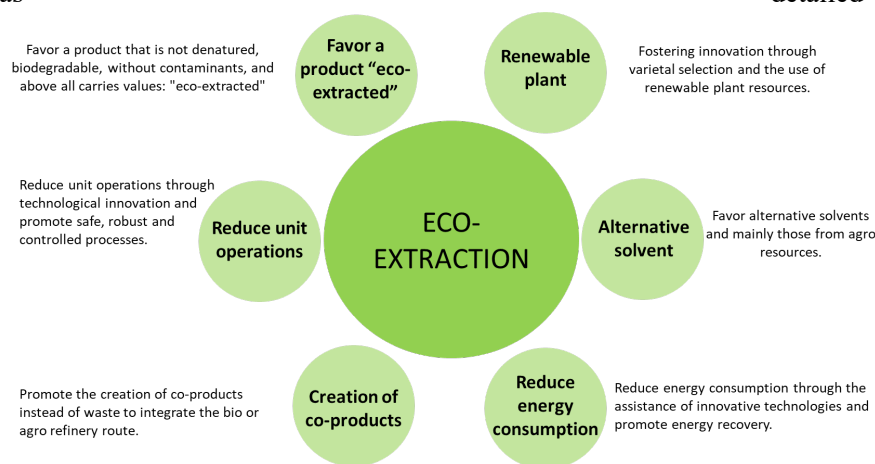 Favor a product that is not denatured,
biodegradable, without contaminants, and
above all carries values: "eco-extracted"
Favor a
product “eco-
extracted”
Renewable
plant
Fostering innovation through
varietal selection and the use of
renewable plant resources.
Reduce unit operations through
technological innovation and
promote safe, robust and
controlled processes.
Reduce unit
operations
ECO-
EXTRACTION
Alternative
solvent
Favor alternative solvents
and mainly those from agro
resources.
Promote the creation of co-products
instead of waste to integrate the bio or
agro refinery route.
Creation of
co-products
Reduce
energy
consumption
Reduce energy consumption through the
assistance of innovative technologies and
promote energy recovery.